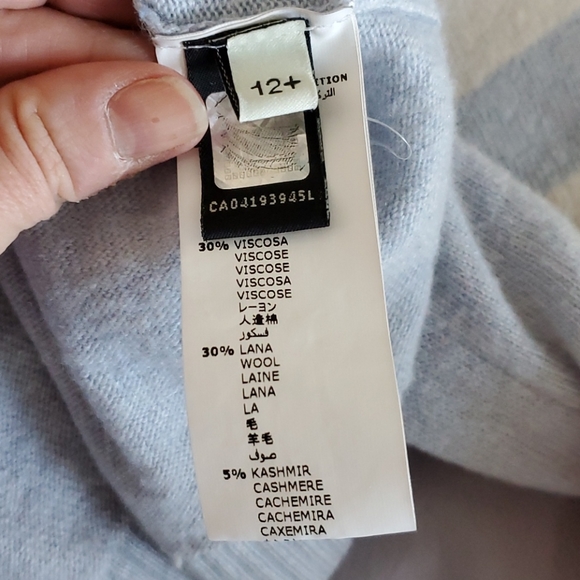 12+
ITION
CA04193945L
30% VISCOSA
VISCOSE
VISCOSE
VISCOSA
VISCOSE
レーヨン
人造棉
فسكوز
30% LANA
WOOL
LAINE
LANA
LA
毛
羊毛
صوف
5% KASHMIR
CASHMERE
CACHEMIRE
CACHEMIRA
CAXEMIRA